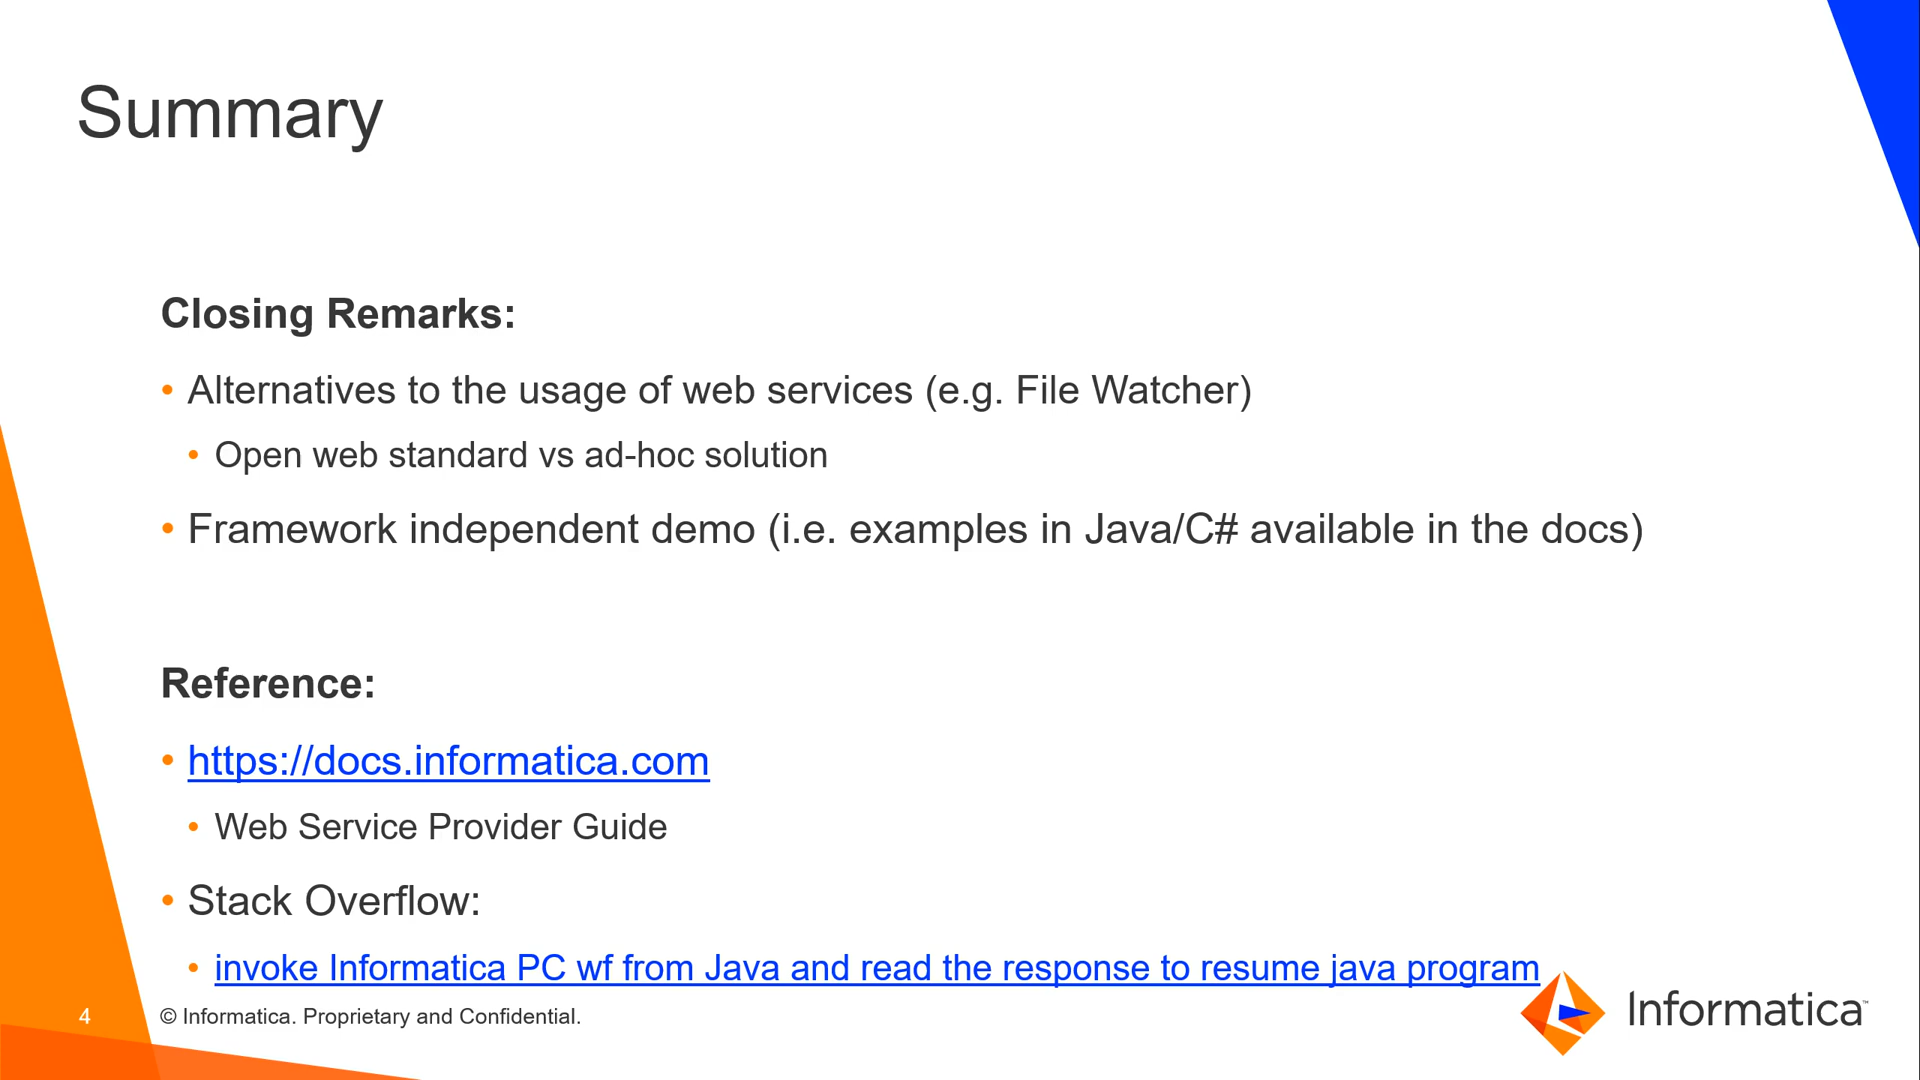 Summary
Closing Remarks:
• Alternatives to the usage of web services (e.g. File Watcher)
• Open web standard vs ad-hoc solution
• Framework independent demo (i.e. examples in Java/C# available in the docs)
Reference:
• https://docs.informatica.com
• Web Service Provider Guide
• Stack Overflow:
• invoke Informatica PC wf from Java and read the response to resume java program
4
© Informatica. Proprietary and Confidential.
Informatica™